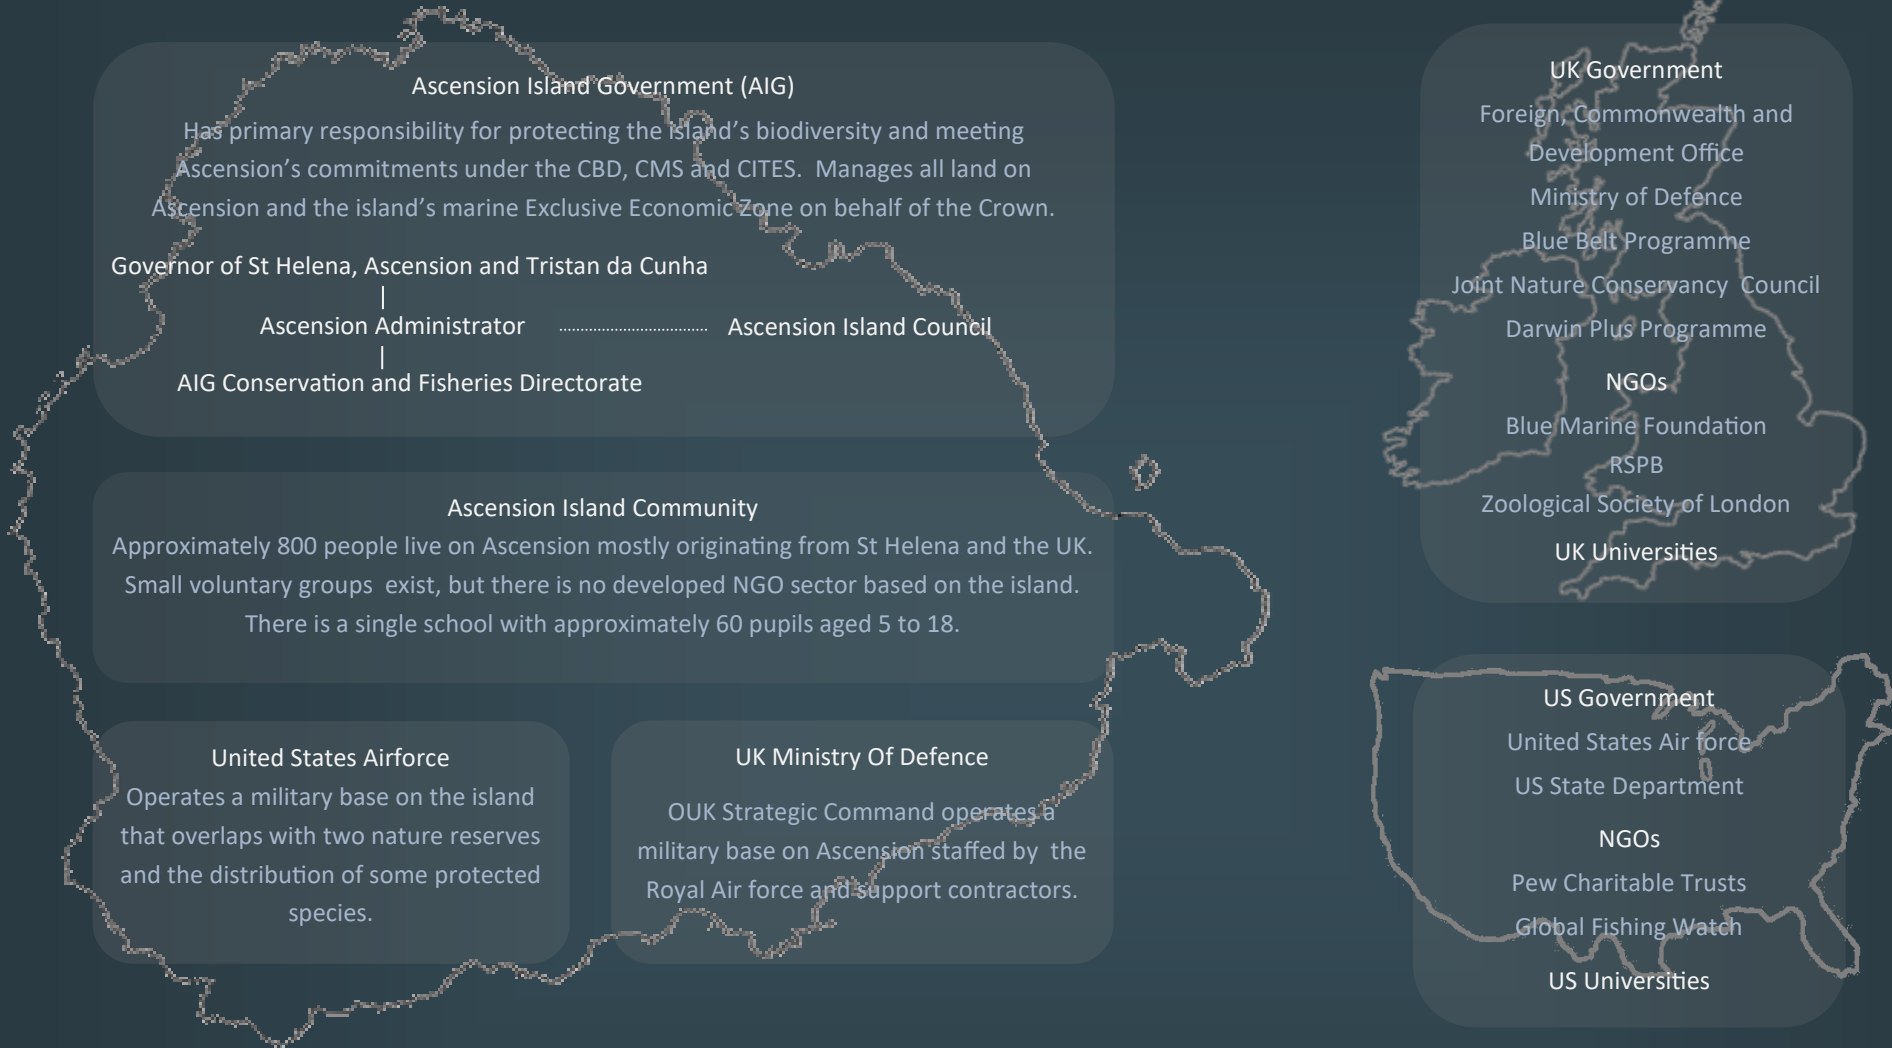 Ascension Island Government (AIG)
Has primary responsibility for protecting the island's biodiversity and meeting
Ascension's commitments under the CBD, CMS and CITES.  Manages all land on
Ascension and the island's marine Exclusive Economic Zone on behalf of the Crown.
Governor of St Helena, Ascension and Tristan da Cunha
Ascension Administrator
Ascension Island Council
AIG Conservation and Fisheries Directorate
Ascension Island Community
Approximately 800 people live on Ascension mostly originating from St Helena and the UK.
Small voluntary groups  exist, but there is no developed NGO sector based on the island.
There is a single school with approximately 60 pupils aged 5 to 18.
United States Airforce
Operates a military base on the island
that overlaps with two nature reserves
and the distribution of some protected
species.
UK Ministry Of Defence
OUK Strategic Command operates a
military base on Ascension staffed by  the
Royal Air force and support contractors.
UK Government
Foreign, Commonwealth and
Development Office
Ministry of Defence
Blue Belt Programme
Joint Nature Conservancy  Council
Darwin Plus Programme
NGOs
Blue Marine Foundation
RSPB
Zoological Society of London
UK Universities
US Government
United States Air force
US State Department
NGOs
Pew Charitable Trusts
Global Fishing Watch
US Universities